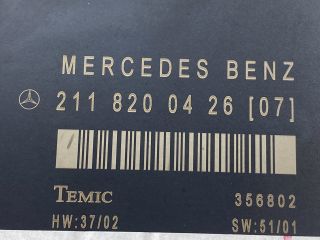 MERCEDES BENZ
211 820 04 26 [07]
TEMIC 356802
HW:37/02 SW:51/01